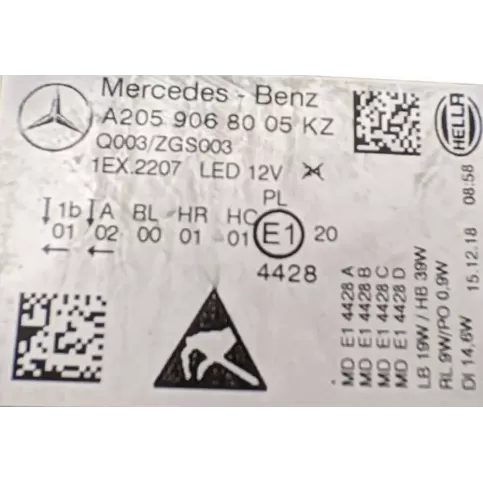 Mercedes - Benz
A205 906 80 05 KZ
Q003/ZGS003
1EX.2207 LED 12V
PL
1b A BL HR HC
01 02 00 01 01 E1 20
4428
HELLA
MD E1 4428 A
MD E1 4428 B
MD E1 4428 C
MD E1 4428 D
LB 19W / HB 39W
RL 9W/PO 0,9W
DI 14,6W 15.12.18 08:58